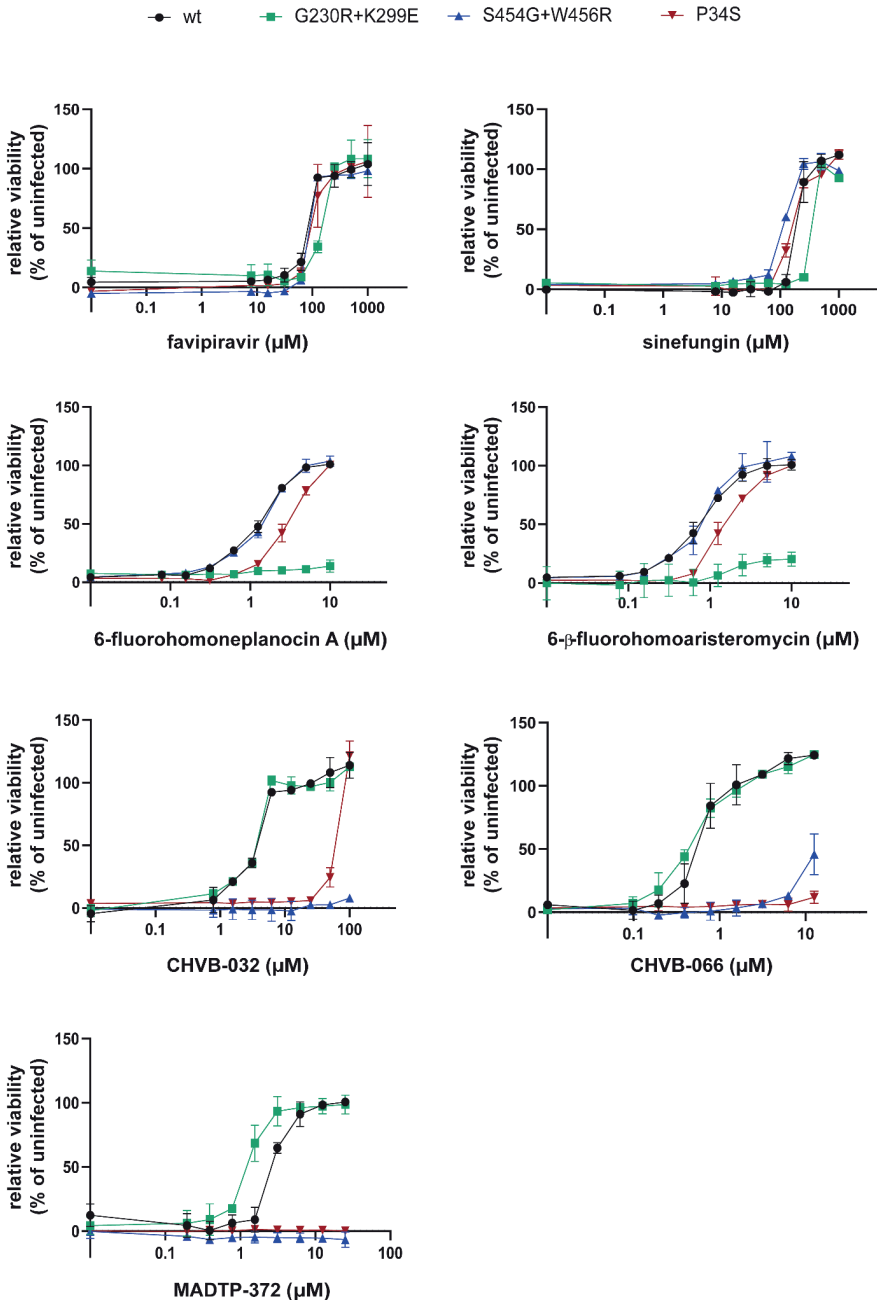 wt G230R+K299E S454G+W456R P34S
relative viability
(% of uninfected)
150
100
50
0
0.1 1 10 100 1000
favipiravir (µM)
relative viability
(% of uninfected)
150
100
50
0
0.1 1 10 100 1000
sinefungin (µM)
relative viability
(% of uninfected)
150
100
50
0
0.1 1 10
6-fluorohomoneplanocin A (µM)
relative viability
(% of uninfected)
150
100
50
0
0.1 1 10
6-β-fluorohomoaristeromycin (µM)
relative viability
(% of uninfected)
150
100
50
0
0.1 1 10 100
CHVB-032 (µM)
relative viability
(% of uninfected)
150
100
50
0
0.1 1 10
CHVB-066 (µM)
relative viability
(% of uninfected)
150
100
50
0
0.1 1 10 100
MADTP-372 (µM)